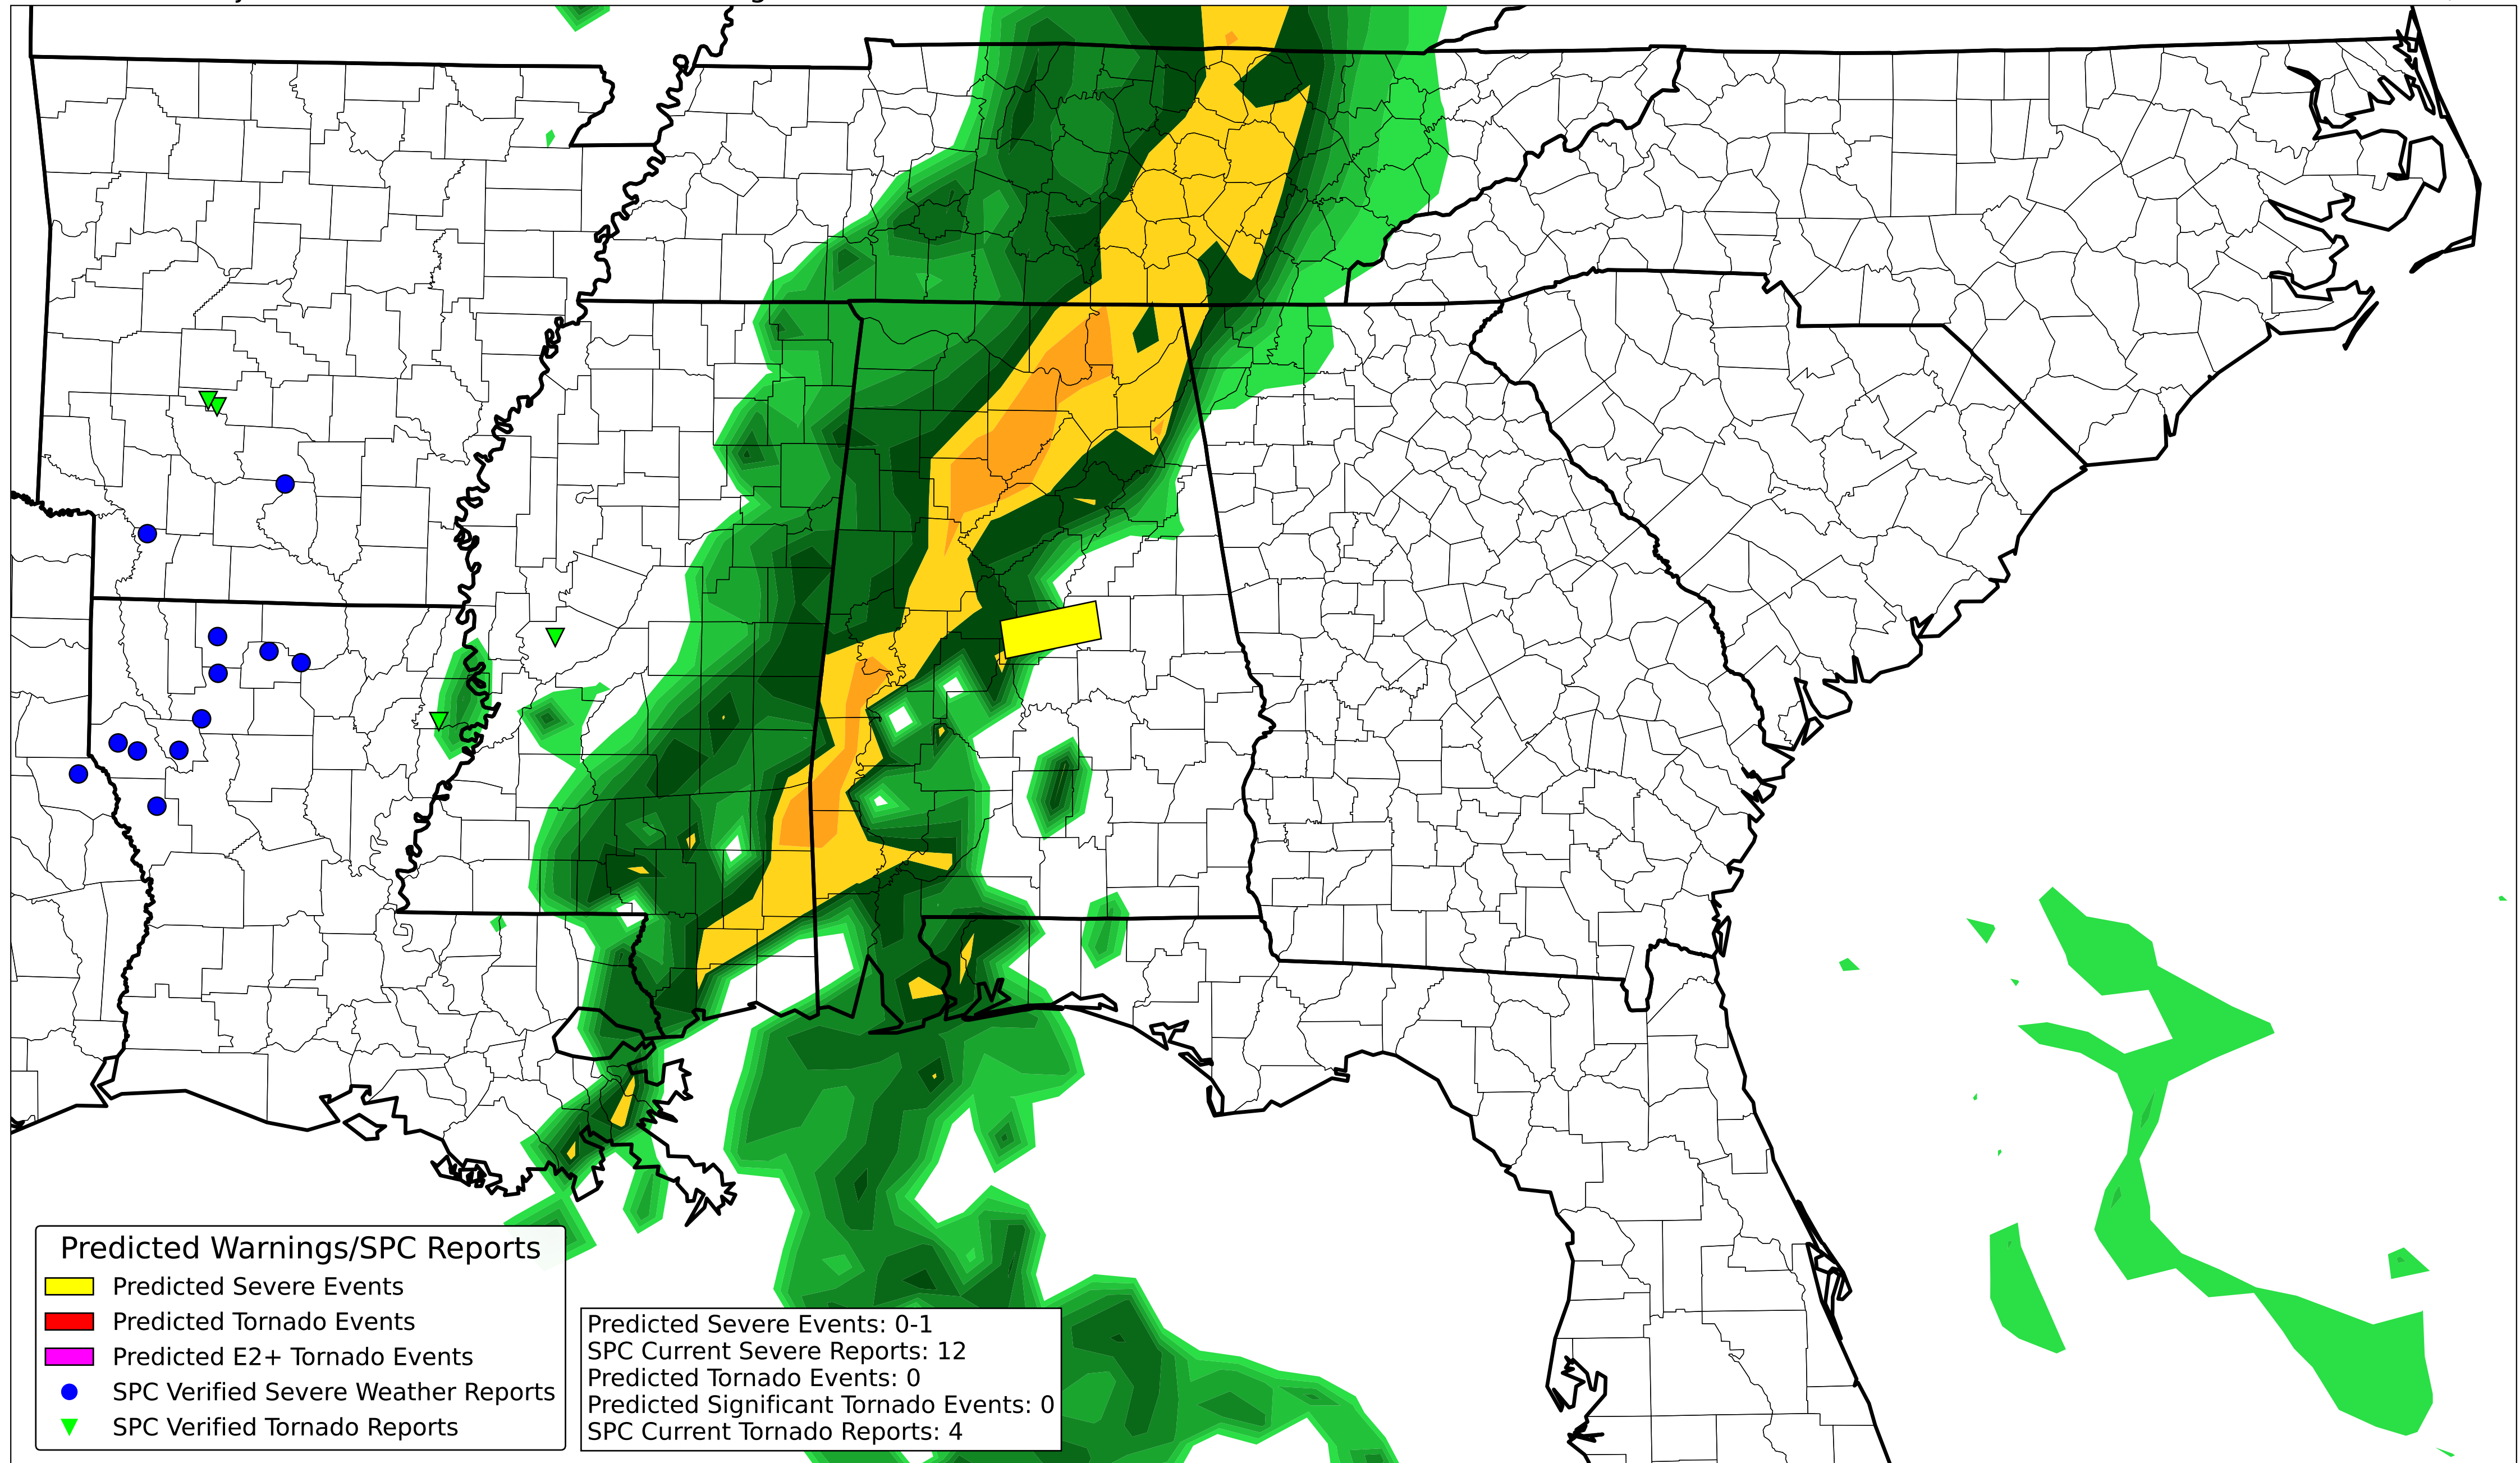 Predicted Warnings/SPC Reports
Predicted Severe Events
Predicted Tornado Events
Predicted E2+ Tornado Events
SPC Verified Severe Weather Reports
SPC Verified Tornado Reports
Predicted Severe Events: 0-1
SPC Current Severe Reports: 12
Predicted Tornado Events: 0
Predicted Significant Tornado Events: 0
SPC Current Tornado Reports: 4